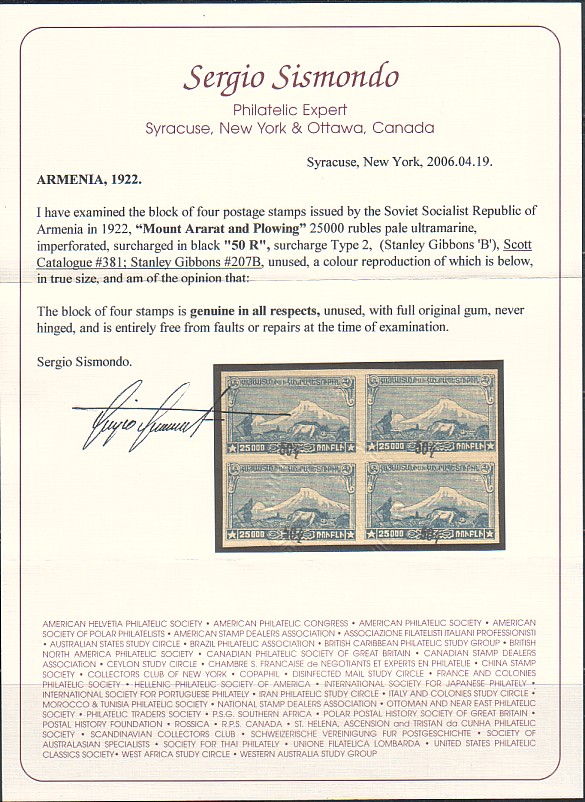 Sergio Sismondo
Philatelic Expert
Syracuse, New York & Ottawa, Canada
Syracuse, New York, 2006.04.19.
ARMENIA, 1922.
I have examined the block of four postage stamps issued by the Soviet Socialist Republic of
Armenia in 1922, “Mount Ararat and Plowing” 25000 rubles pale ultramarine,
imperforated, surcharged in black "50 R", surcharge Type 2, (Stanley Gibbons 'B'), Scott
Catalogue #381; Stanley Gibbons #207B, unused, a colour reproduction of which is below,
in true size, and am of the opinion that:
The block of four stamps is genuine in all respects, unused, with full original gum, never
hinged, and is entirely free from faults or repairs at the time of examination.
Sergio Sismondo.
25000 ՌՈՒԲԼԻ 25000 ՌՈՒԲԼԻ
25000 ՌՈՒԲԼԻ 25000 ՌՈՒԲԼԻ
AMERICAN HELVETIA PHILATELIC SOCIETY • AMERICAN PHILATELIC CONGRESS • AMERICAN PHILATELIC SOCIETY • AMERICAN
SOCIETY OF POLAR PHILATELISTS • AMERICAN STAMP DEALERS ASSOCIATION • ASSOCIAZIONE FILATELISTI ITALIANI PROFESSIONISTI
• AUSTRALIAN STATES STUDY CIRCLE • BRAZIL PHILATELIC ASSOCIATION • BRITISH CARIBBEAN PHILATELIC STUDY GROUP • BRITISH
NORTH AMERICA PHILATELIC SOCIETY • CANADIAN PHILATELIC SOCIETY OF GREAT BRITAIN • CANADIAN STAMP DEALERS
ASSOCIATION • CEYLON STUDY CIRCLE • CHAMBRE S. FRANCAISE de NEGOTIANTS ET EXPERTS EN PHILATELIE • CHINA STAMP
SOCIETY • COLLECTORS CLUB OF NEW YORK • COPAPHIL • DISINFECTED MAIL STUDY CIRCLE • FRANCE AND COLONIES
PHILATELIC SOCIETY • HELLENIC PHILATELIC SOCIETY OF AMERICA • INTERNATIONAL SOCIETY FOR JAPANESE PHILATELY •
INTERNATIONAL SOCIETY FOR PORTUGUESE PHILATELY • IRAN PHILATELIC STUDY CIRCLE • ITALY AND COLONIES STUDY CIRCLE •
MOROCCO & TUNISIA PHILATELIC SOCIETY • NATIONAL STAMP DEALERS ASSOCIATION • OTTOMAN AND NEAR EAST PHILATELIC
SOCIETY • PHILATELIC TRADERS SOCIETY • P.S.G. SOUTHERN AFRICA • POLAR POSTAL HISTORY SOCIETY OF GREAT BRITAIN •
POSTAL HISTORY FOUNDATION • ROSSICA • R.P.S. CANADA • ST. HELENA, ASCENSION and TRISTAN da CUNHA PHILATELIC
SOCIETY • SCANDINAVIAN COLLECTORS CLUB • SCHWEIZERISCHE VEREINIGUNG FUR POSTGESCHICHTE • SOCIETY OF
AUSTRALASIAN SPECIALISTS • SOCIETY FOR THAI PHILATELY • UNIONE FILATELICA LOMBARDA • UNITED STATES PHILATELIC
CLASSICS SOCIETY• WEST AFRICA STUDY CIRCLE • WESTERN AUSTRALIA STUDY GROUP